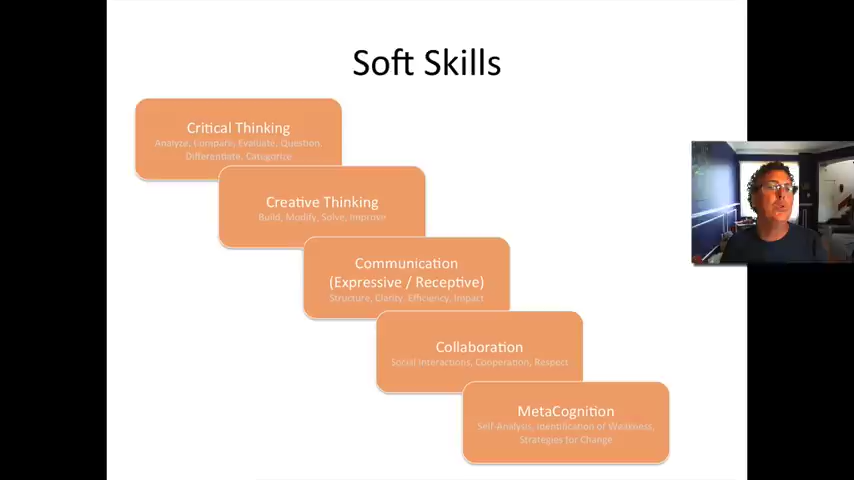 Soft Skills
Critical Thinking
Analyze, Compare, Evaluate, Question,
Differentiate, Categorize
Creative Thinking
Build, Modify, Solve, Improve
Communication
(Expressive / Receptive)
Structure, Clarity, Efficiency, Impact
Collaboration
Social Interactions, Cooperation, Respect
MetaCognition
Self-Analysis, Identification of Weakness,
Strategies for Change